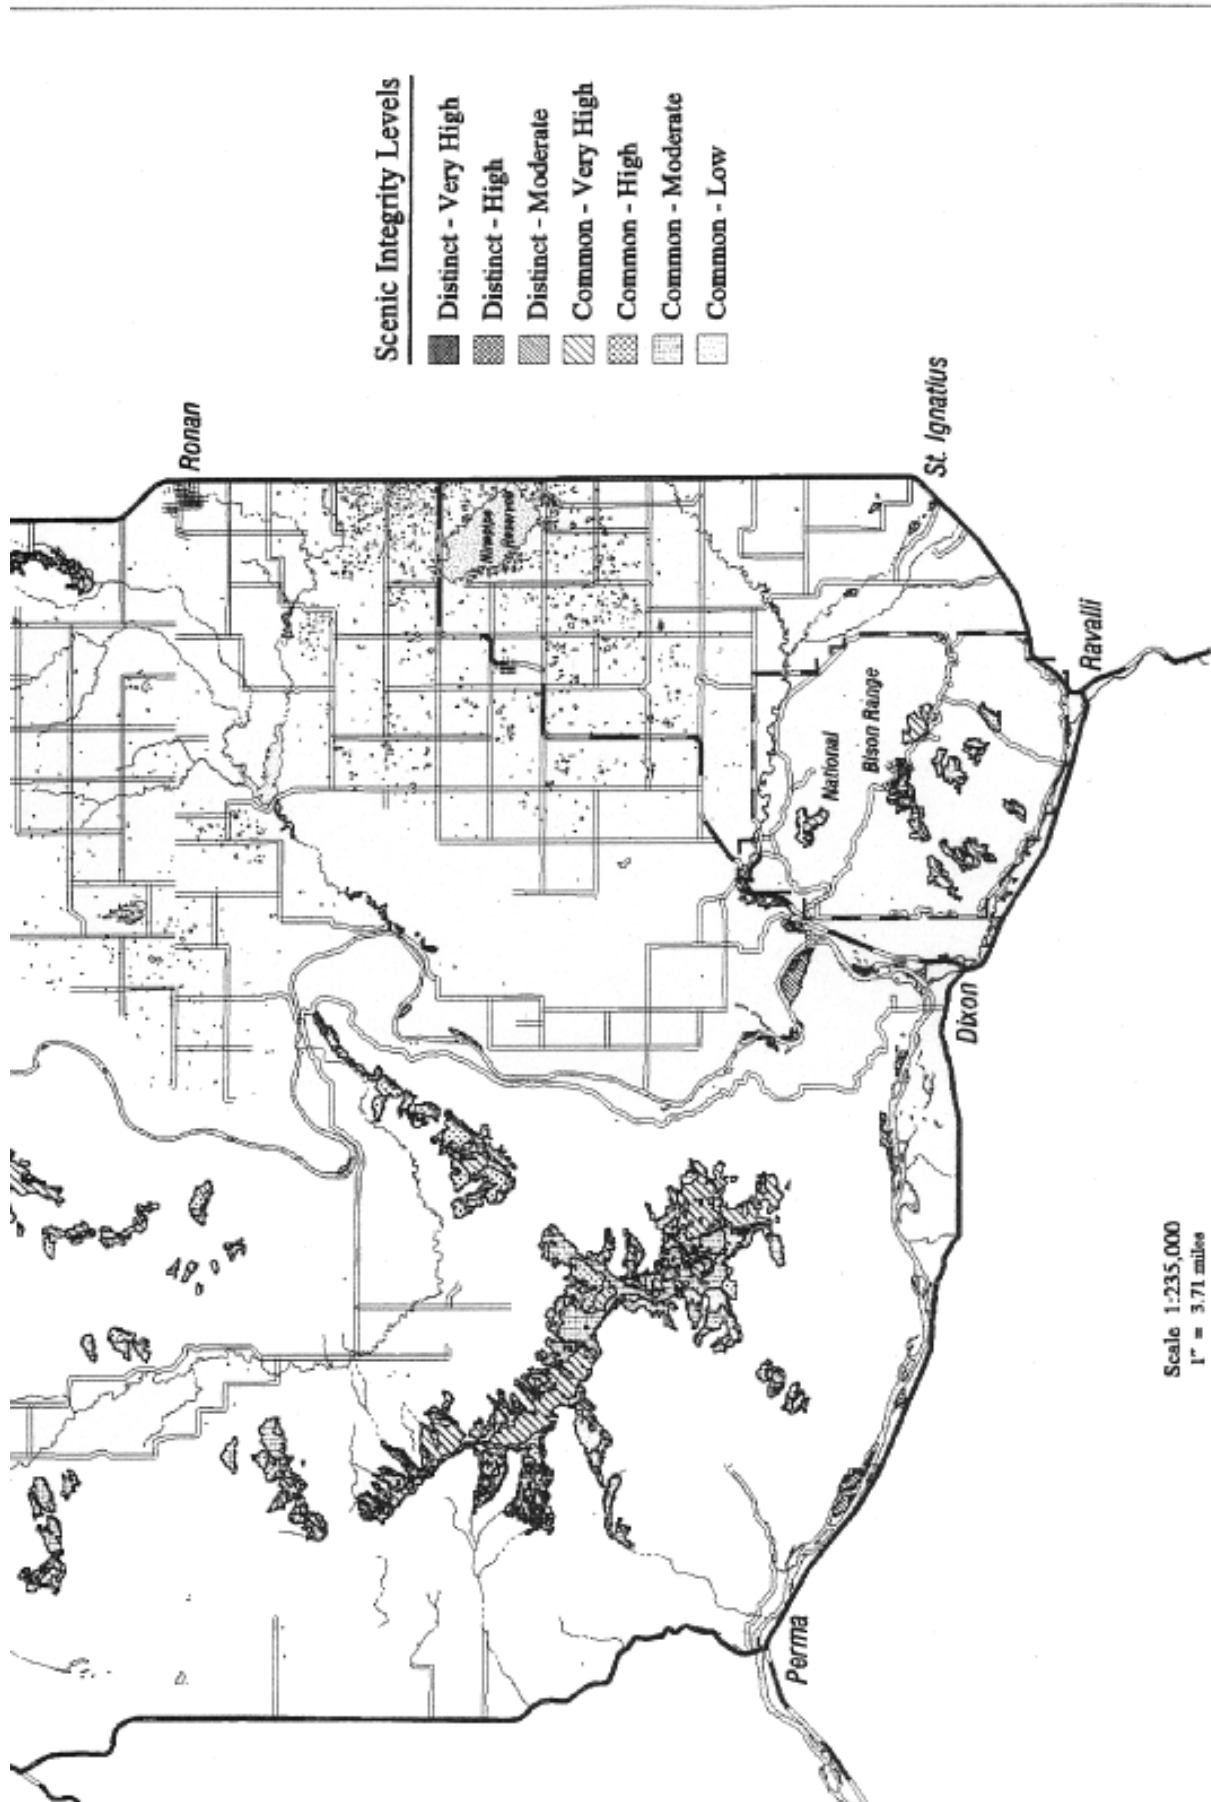 Scenic Integrity Levels
Distinct - Very High
Distinct - High
Distinct - Moderate
Common - Very High
Common - High
Common - Moderate
Common - Low
Ronan
Reservoir
St. Ignatius
National
Bison Range
Ravalli
Dixon
Perma
Scale 1:235,000
1" = 3.71 miles